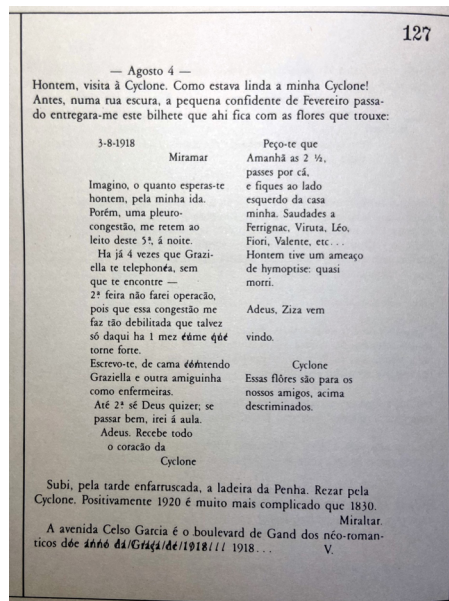 127
— Agosto 4 —
Hontem, visita à Cyclone. Como estava linda a minha Cyclone!
Antes, numa rua escura, a pequena confidente de Fevereiro passa-
do entregara-me este bilhete que ahi fica com as flores que trouxe:
3-8-1918
Miramar
Imagino, o quanto esperas-te
hontem, pela minha ida.
Porém, uma pleuro-
congestão, me retem ao
leito deste 5ª, á noite.
Ha já 4 vezes que Grazi-
ella te telephonéa, sem
que te encontre —
2ª feira não farei operacão,
pois que essa congestão me
faz tão debilitada que talvez
só daqui ha 1 mez
torne forte.
Escrevo-te, de cama
Graziella e outra amiguinha
como enfermeiras.
Até 2ª sé Deus quizer; se
passar bem, irei á aula.
Adeus. Recebe todo
o coracão da
Cyclone
Peço-te que
Amanhã as 2 ½,
passes por cá,
e fiques ao lado
esquerdo da casa
minha. Saudades a
Ferrignac, Viruta, Léo,
Fiori, Valente, etc...
Hontem tive um ameaço
de hymoptise: quasi
morri.
Adeus, Ziza vem
vindo.
Cyclone
Essas flôres são para os
nossos amigos, acima
descriminados.
Subi, pela tarde enfarruscada, a ladeira da Penha. Rezar pela
Cyclone. Positivamente 1920 é muito mais complicado que 1830.
Miraltar.
A avenida Celso Garcia é o boulevard de Gand dos néo-roman-
ticos 1918... V.